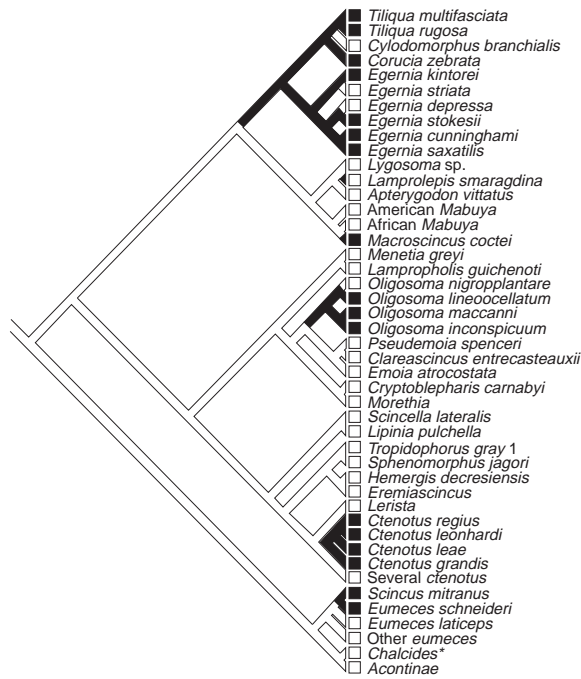 Tiliqua multifasciata
Tiliqua rugosa
Cylodomorphus branchialis
Corucia zebrata
Egernia kintorei
Egernia striata
Egernia depressa
Egernia stokesii
Egernia cunninghami
Egernia saxatilis
Lygosoma sp.
Lamprolepis smaragdina
Apterygodon vittatus
American Mabuya
African Mabuya
Macroscincus coctei
Menetia greyi
Lampropholis guichenoti
Oligosoma nigropplantare
Oligosoma lineoocellatum
Oligosoma maccanni
Oligosoma inconspicuum
Pseudemoia spenceri
Clareascincus entrecasteauxii
Emoia atrocostata
Cryptoblepharis carnabyi
Morethia
Scincella lateralis
Lipinia pulchella
Tropidophorus gray 1
Sphenomorphus jagori
Hemergis decresiensis
Eremiascincus
Lerista
Ctenotus regius
Ctenotus leonhardi
Ctenotus leae
Ctenotus grandis
Several ctenotus
Scincus mitranus
Eumeces schneideri
Eumeces laticeps
Other eumeces
Chalcides*
Acontinae